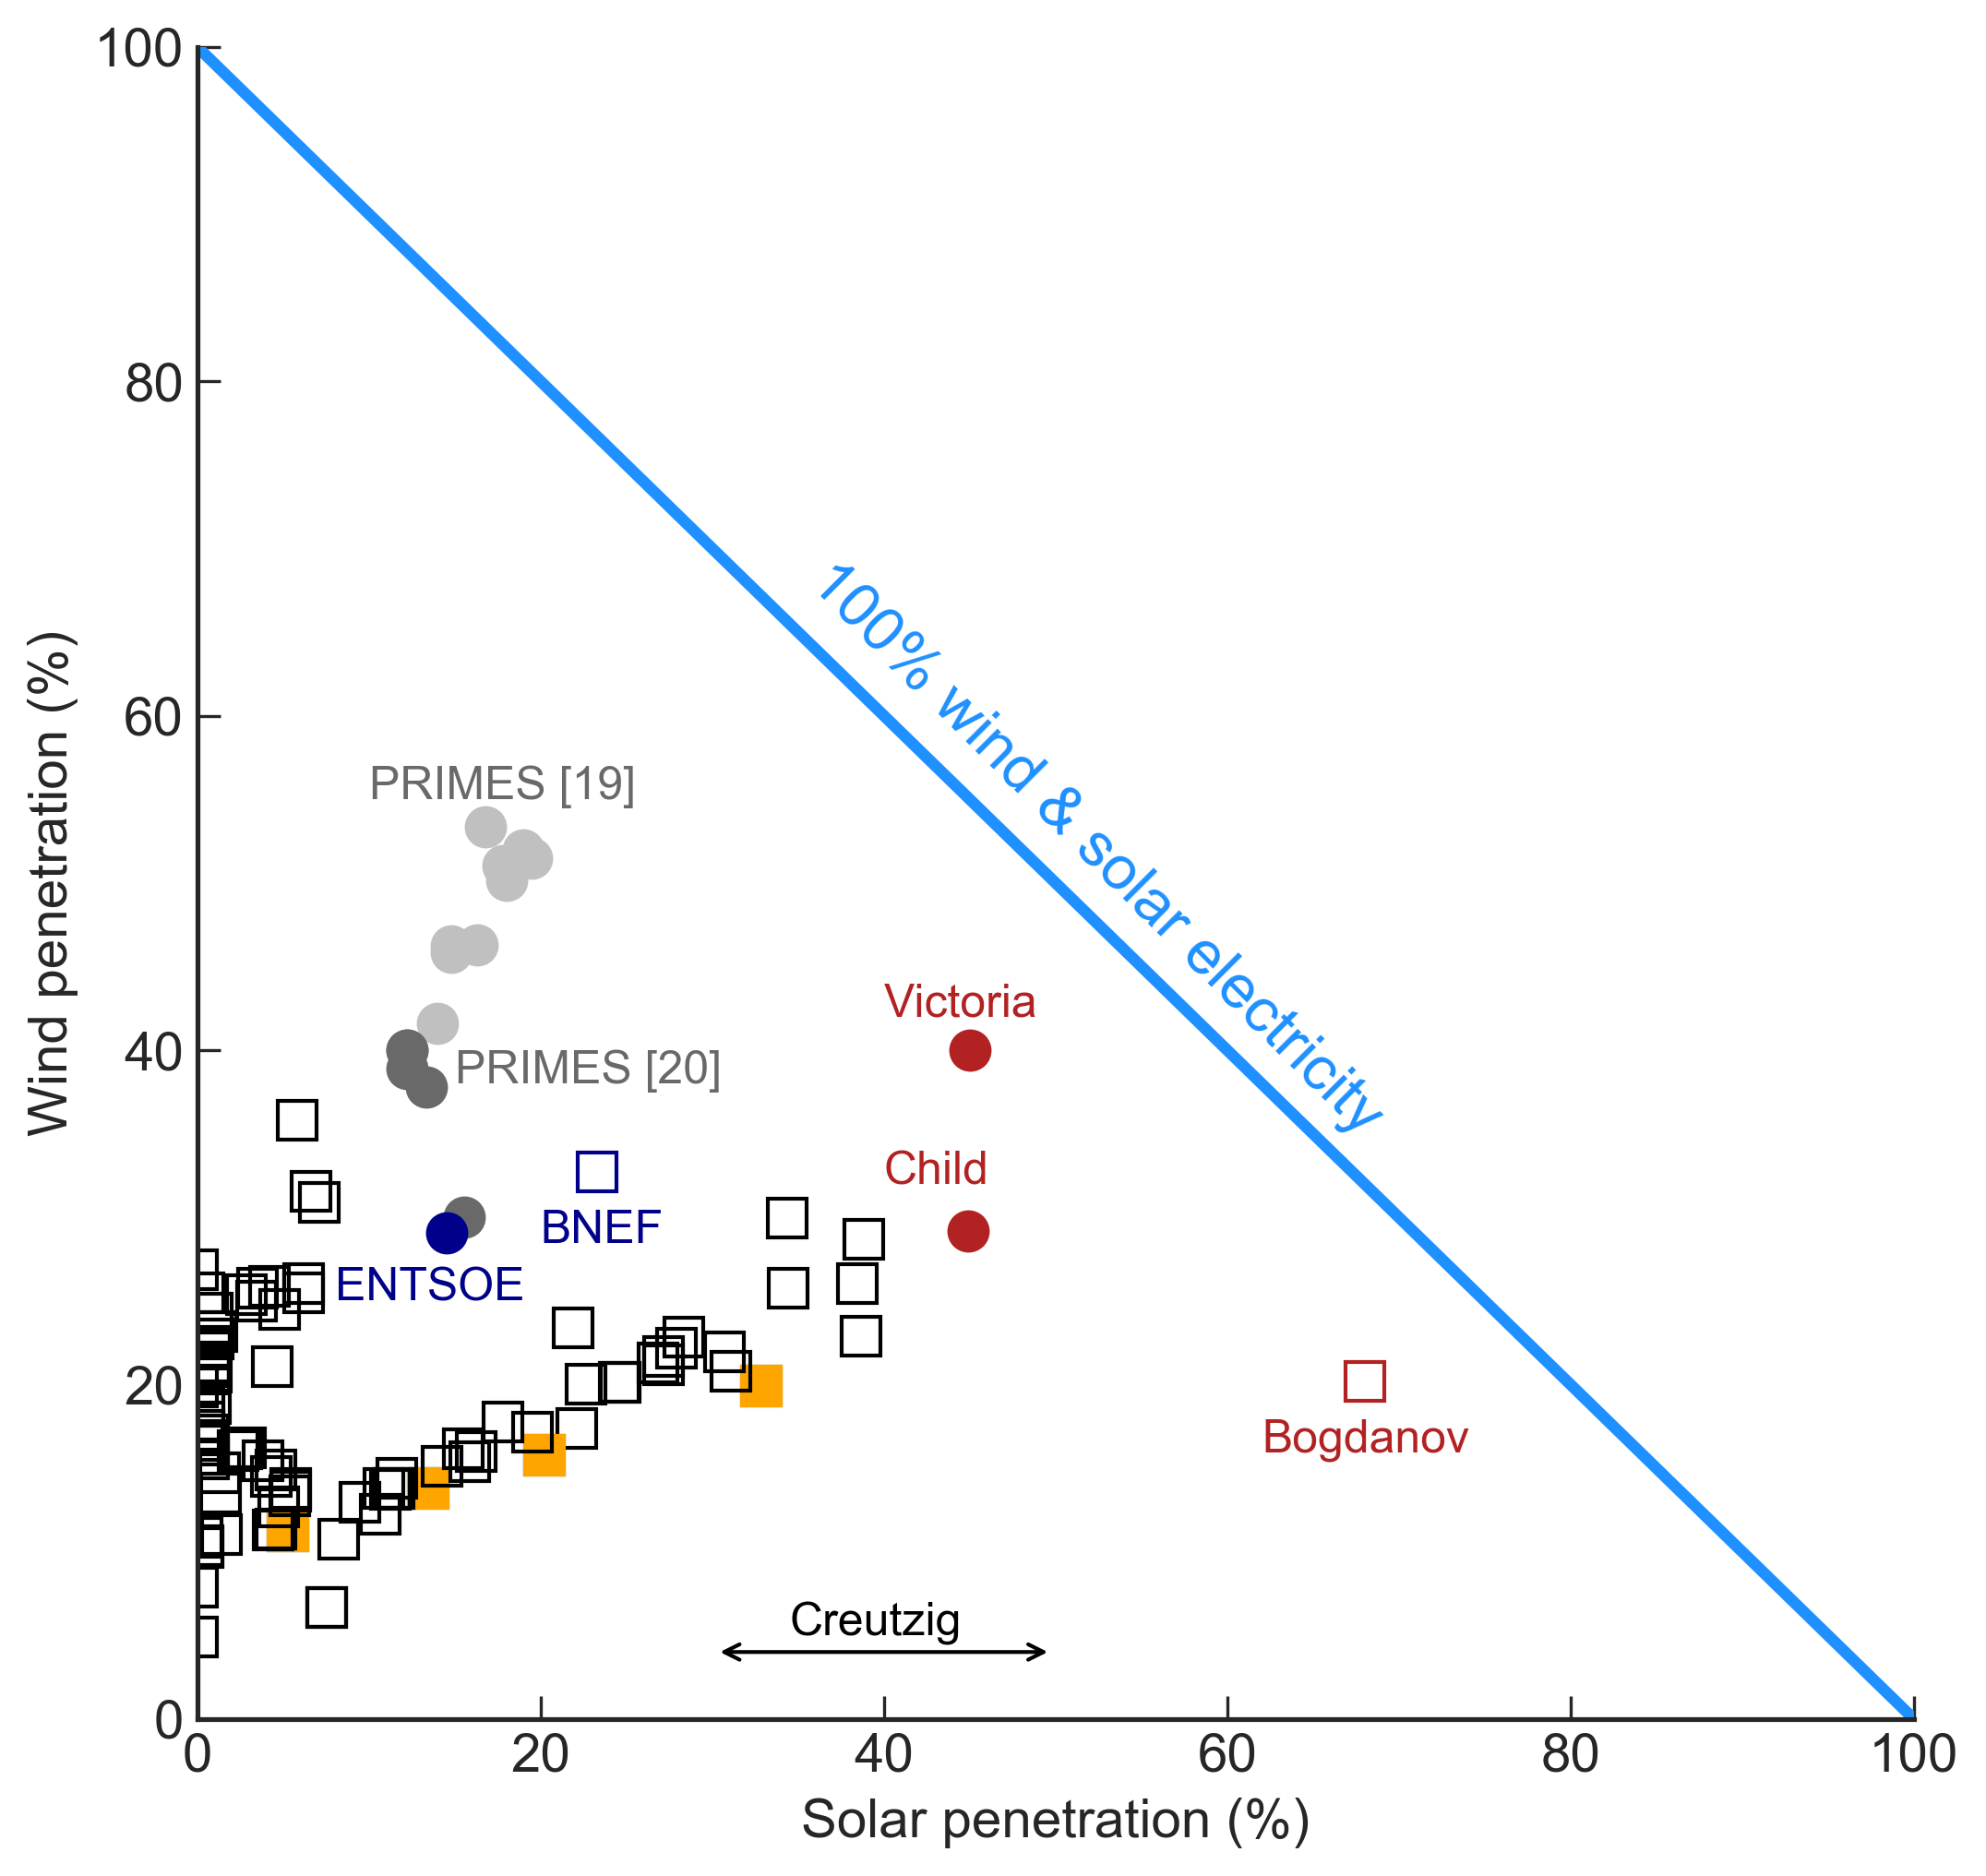 100
80
60
40
20
0
Wind penetration (%)
100% wind & solar electricity
PRIMES [19]
Victoria
PRIMES [20]
Child
BNEF
ENTSOE
Bogdanov
Creutzig
0
20
40
60
80
100
Solar penetration (%)